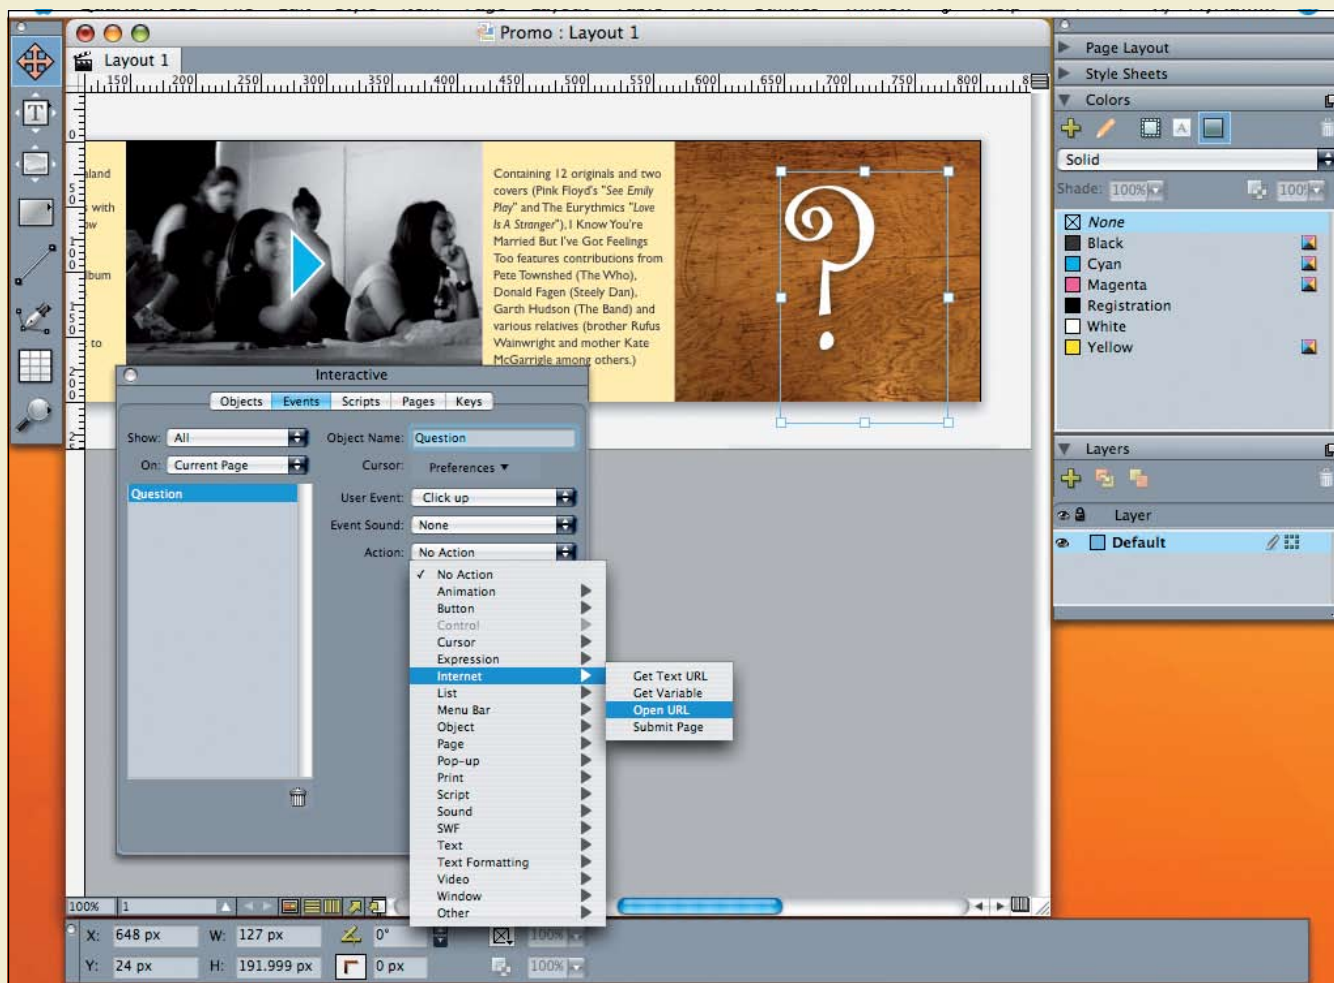 Promo : Layout 1
Layout 1
150 200 250 300 350 400 450 500 550 600 650 700 750 800
aland
s with
ow
lbum
to
Containing 12 originals and two
covers (Pink Floyd's "See Emily
Play" and The Eurythmics "Love
Is A Stranger"), I Know You're
Married But I've Got Feelings
Too features contributions from
Pete Townshed (The Who),
Donald Fagen (Steely Dan),
Garth Hudson (The Band) and
various relatives (brother Rufus
Wainwright and mother Kate
McGarrigle among others.)
?
Interactive
Objects Events Scripts Pages Keys
Show: All
On: Current Page
Question
Object Name: Question
Cursor: Preferences
User Event: Click up
Event Sound: None
Action: No Action
✓ No Action
Animation
Button
Control
Cursor
Expression
Internet
List
Menu Bar
Object
Page
Pop-up
Print
Script
Sound
SWF
Text
Text Formatting
Video
Window
Other
Get Text URL
Get Variable
Open URL
Submit Page
Page Layout
Style Sheets
Colors
Solid
Shade: 100% 100%
None
Black
Cyan
Magenta
Registration
White
Yellow
Layers
Layer
Default
100% 1
X: 648 px W: 127 px 0° 100%
Y: 24 px H: 191.999 px 0 px 100%